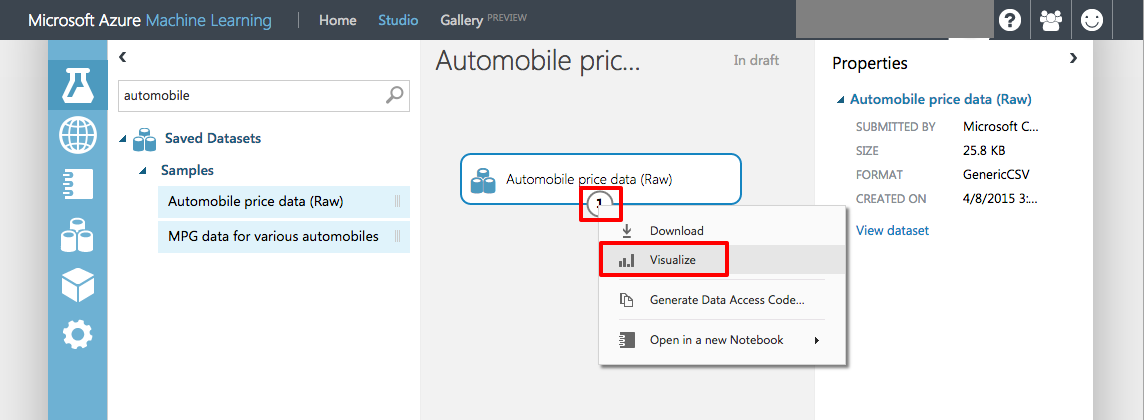 Microsoft Azure Machine Learning Home Studio Gallery PREVIEW ?
automobile
Saved Datasets
Samples
Automobile price data (Raw)
MPG data for various automobiles
Automobile pric... In draft
Automobile price data (Raw)
1
Download
Visualize
Generate Data Access Code...
Open in a new Notebook
Properties
Automobile price data (Raw)
SUBMITTED BY Microsoft C...
SIZE 25.8 KB
FORMAT GenericCSV
CREATED ON 4/8/2015 3:...
View dataset